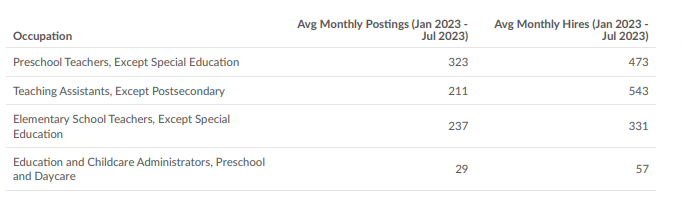 Avg Monthly Postings (Jan 2023 - Avg Monthly Hires (Jan 2023 -
Occupation Jul 2023) Jul 2023)
Preschool Teachers, Except Special Education 323 473
Teaching Assistants, Except Postsecondary 211 543
Elementary School Teachers, Except Special
Education 237 331
Education and Childcare Administrators, Preschool
and Daycare 29 57